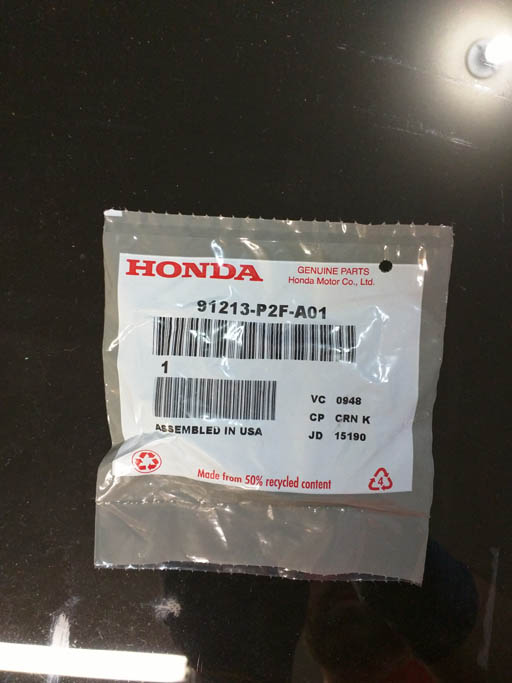 HONDA
GENUINE PARTS
Honda Motor Co., Ltd.
91213-P2F-A01
1
VC 0948
CP CRN K
ASSEMBLED IN USA
JD 15190
Made from 50% recycled content
4